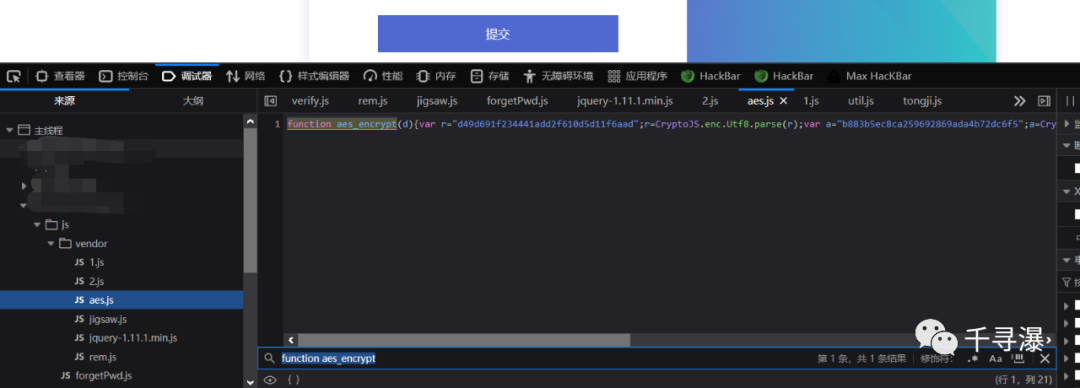 提交
查看器 控制台 调试器 网络 {} 样式编辑器 性能 内存 存储 无障碍环境 应用程序 HackBar HackBar Max HacKBar
来源 大纲 verify.js rem.js jigsaw.js forgetPwd.js jquery-1.11.1.min.js 2.js aes.js 1.js util.js tongji.js
主线程
1 function aes_encrypt(d){var r="d49d691f234441add2f610d5d11f6aad";r=CryptoJS.enc.Utf8.parse(r);var a="b883b5ec8ca259692869ada4b72dc6f5";a=Cry
js
vendor
JS 1.js
JS 2.js
JS aes.js
JS jigsaw.js
JS jquery-1.11.1.min.js
JS rem.js
JS forgetPwd.js
千寻瀑
function aes_encrypt 第 1 条，共 1 条结果 修饰符： .* Aa
{ } (行 1，列 21)